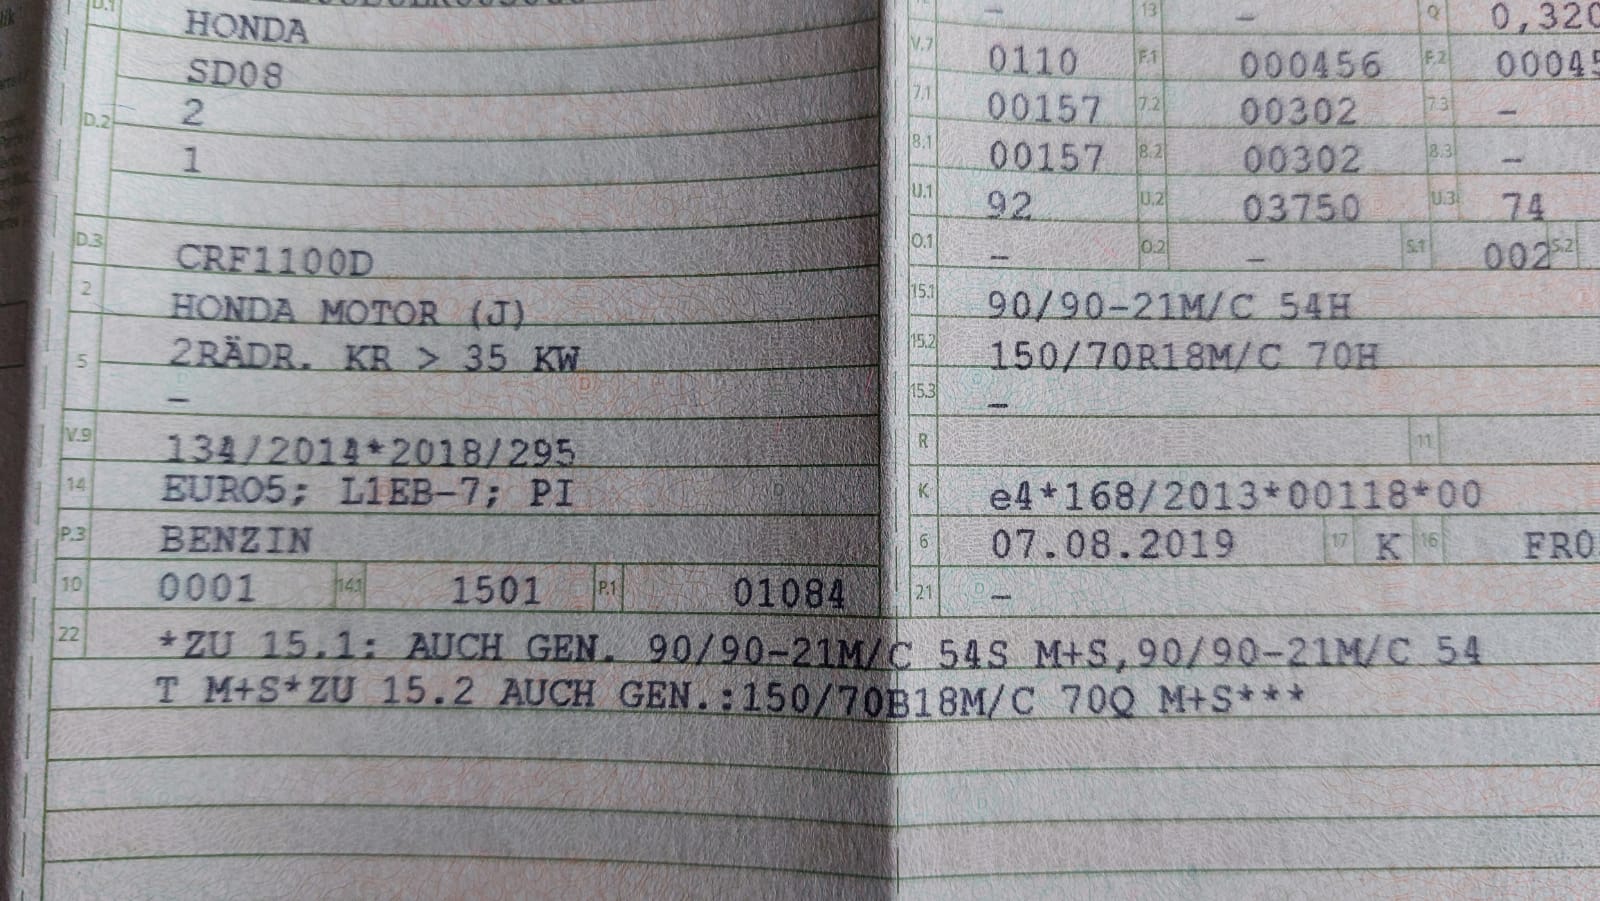 D.1 HONDA
SD08
D.2 2
1
D.3 CRF1100D
2 HONDA MOTOR (J)
5 2RÄDR. KR > 35 KW
–
V.9 134/2014*2018/295
14 EURO5; L1EB-7; PI
P.3 BENZIN
10 0001 14.1 1501 P.1 01084
– 13 – Q 0,320
V.7 0110 F.1 000456 F.2 00045
7.1 00157 7.2 00302 7.3 –
8.1 00157 8.2 00302 8.3 –
U.1 92 U.2 03750 U.3 74
O.1 – O.2 – S.1 002 S.2
15.1 90/90-21M/C 54H
15.2 150/70R18M/C 70H
15.3 –
R 11
K e4*168/2013*00118*00
6 07.08.2019 17 K 16 FRO
21 –
22 *ZU 15.1: AUCH GEN. 90/90-21M/C 54S M+S,90/90-21M/C 54
T M+S*ZU 15.2 AUCH GEN.:150/70B18M/C 70Q M+S***